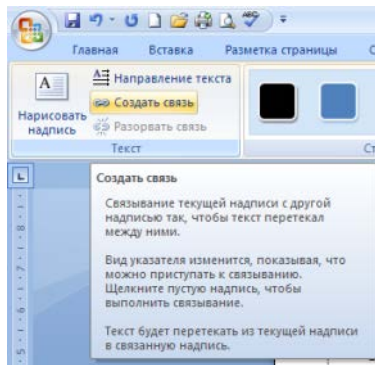 Главная Вставка Разметка страницы С
A
Направление текста
Создать связь
Нарисовать надпись
Разорвать связь
Текст
Ст
L
Создать связь
Связывание текущей надписи с другой
надписью так, чтобы текст перетекал
между ними.
Вид указателя изменится, показывая, что
можно приступать к связыванию.
Щелкните пустую надпись, чтобы
выполнить связывание.
Текст будет перетекать из текущей надписи
в связанную надпись.